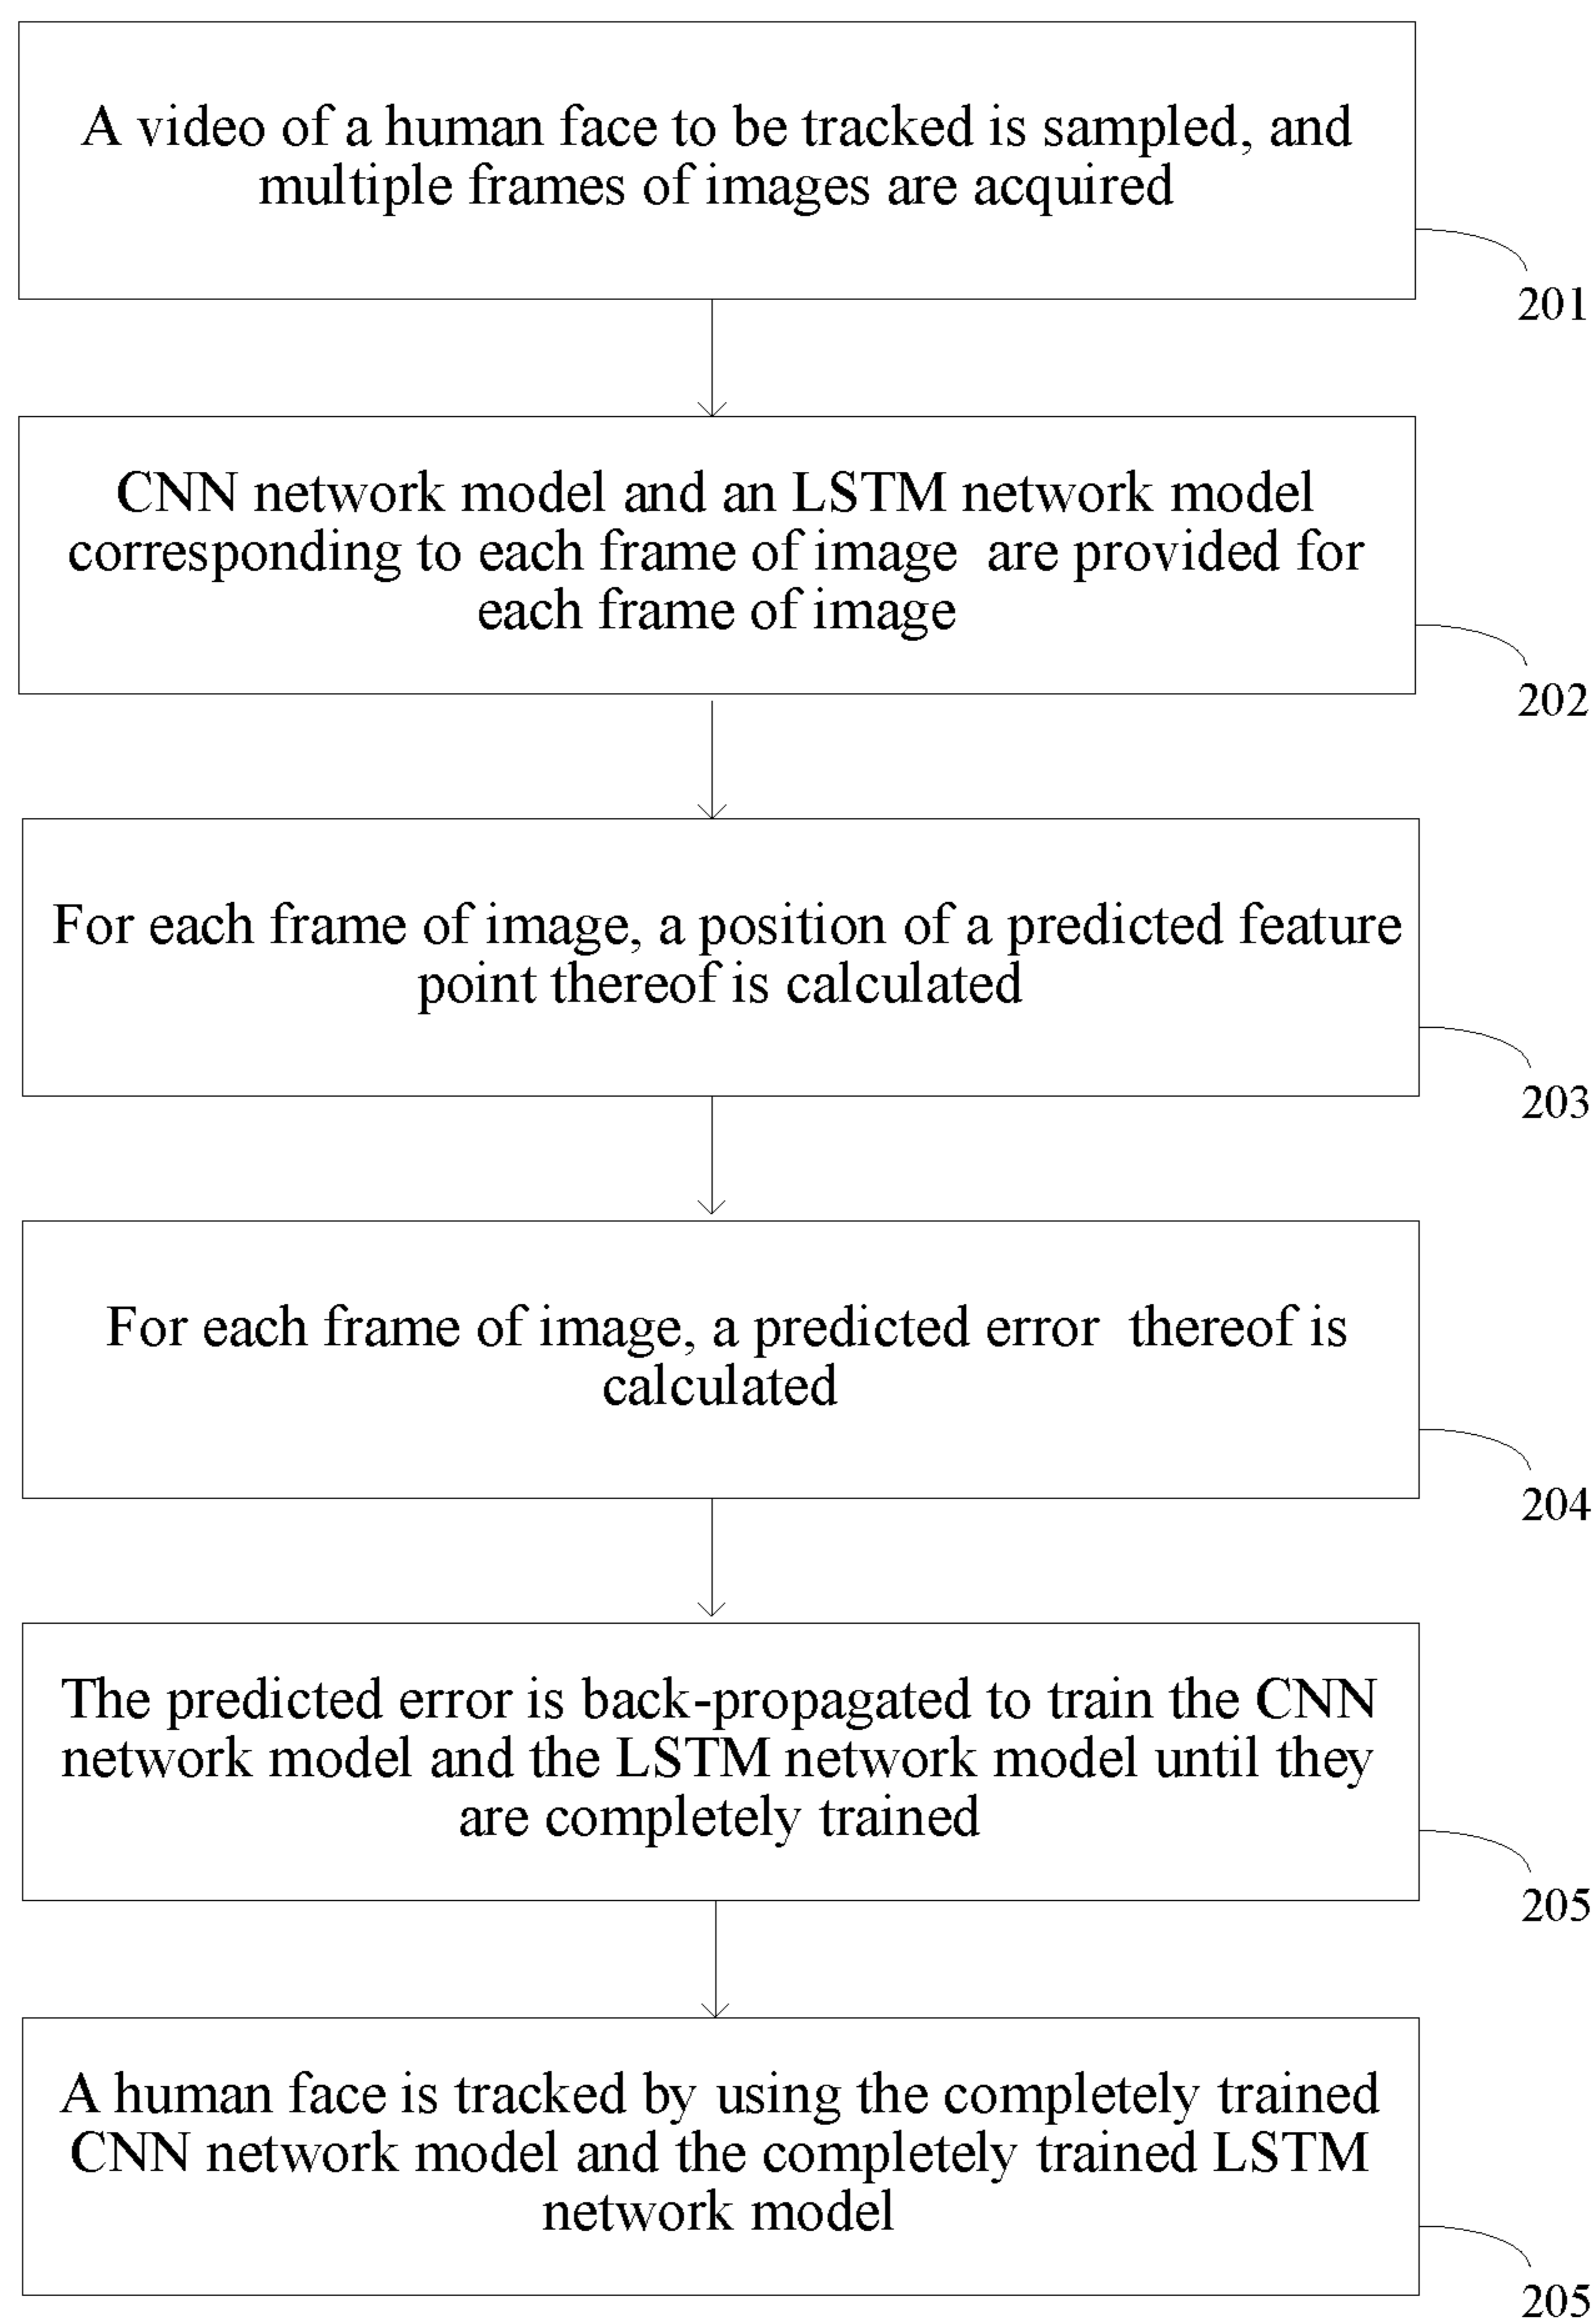 A video of a human face to be tracked is sampled, and
multiple frames of images are acquired
201
CNN network model and an LSTM network model
corresponding to each frame of image  are provided for
each frame of image
202
For each frame of image, a position of a predicted feature
point thereof is calculated
203
For each frame of image, a predicted error  thereof is
calculated
204
The predicted error is back-propagated to train the CNN
network model and the LSTM network model until they
are completely trained
205
A human face is tracked by using the completely trained
CNN network model and the completely trained LSTM
network model
205